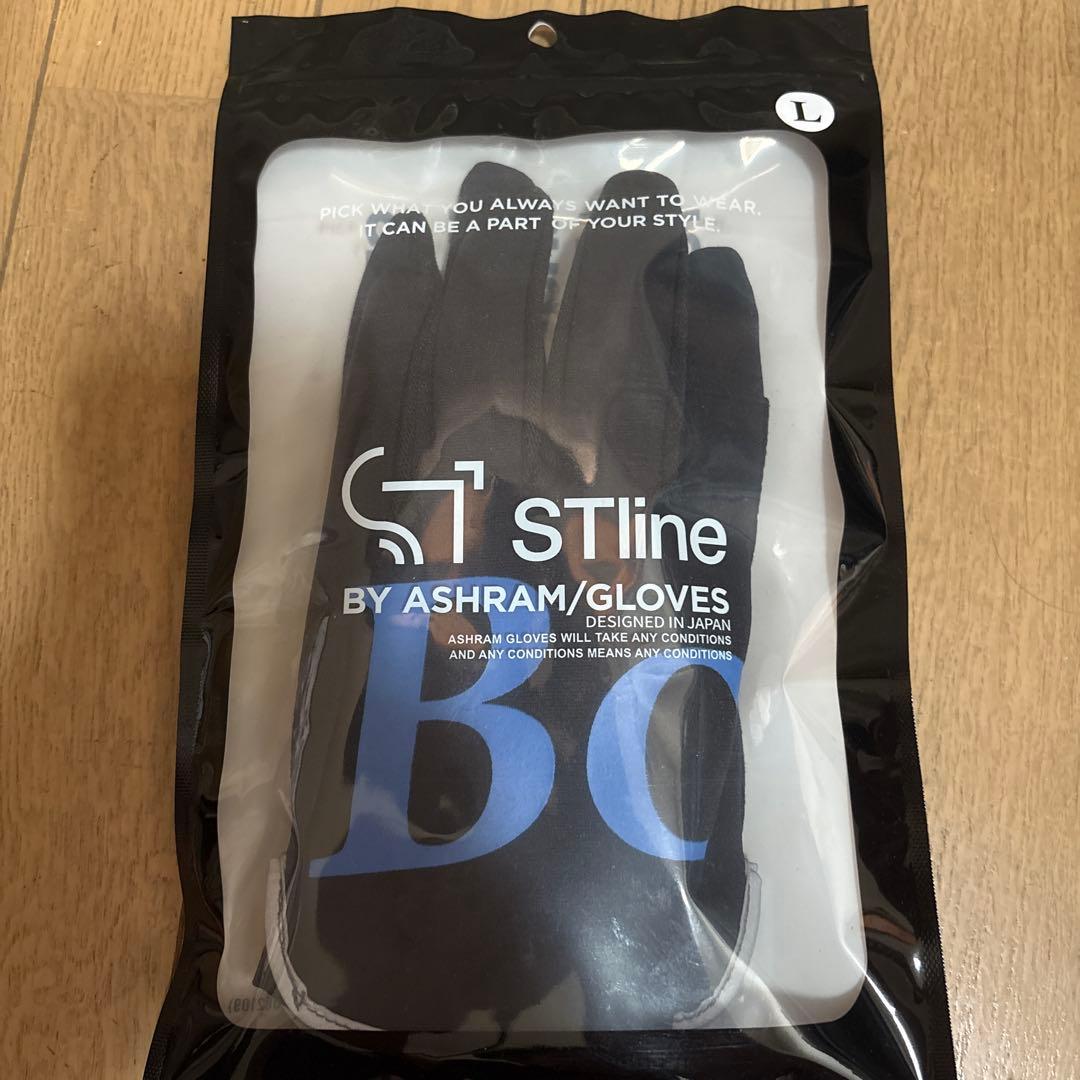 L
PICK WHAT YOU ALWAYS WANT TO WEAR.
IT CAN BE A PART OF YOUR STYLE.
STline
BY ASHRAM/GLOVES
DESIGNED IN JAPAN
ASHRAM GLOVES WILL TAKE ANY CONDITIONS
AND ANY CONDITIONS MEANS ANY CONDITIONS
Bo